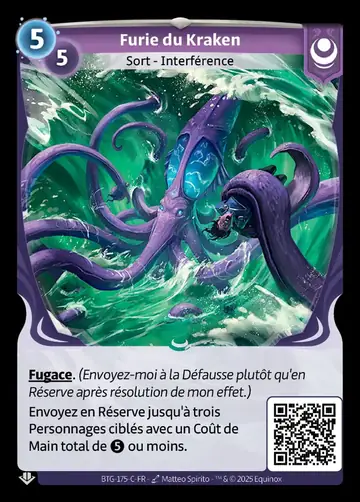 5
5
Furie du Kraken
Sort - Interférence
Fugace. (Envoyez-moi à la Défausse plutôt qu'en
Réserve après résolution de mon effet.)
Envoyez en Réserve jusqu'à trois
Personnages ciblés avec un Coût de
Main total de 5 ou moins.
BTG-175-C-FR - Matteo Spirito - ™ & © 2025 Equinox